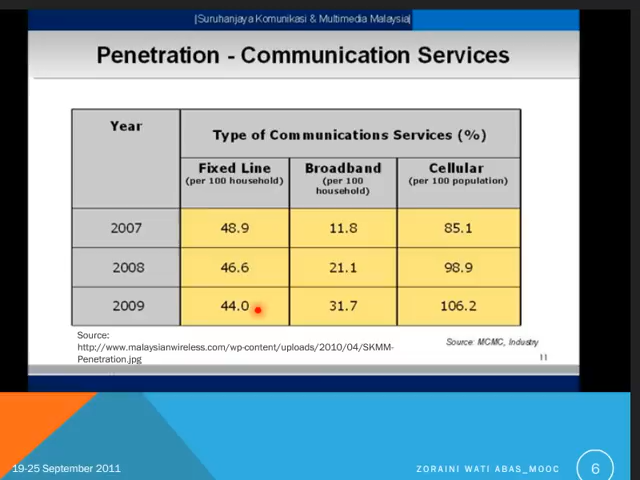 |Suruhanjaya Komunikasi & Multimedia Malaysia|
Penetration - Communication Services
Year
Type of Communications Services (%)
Fixed Line
(per 100 household)
Broadband
(per 100
household)
Cellular
(per 100 population)
2007 48.9 11.8 85.1
2008 46.6 21.1 98.9
2009 44.0 31.7 106.2
Source:
http://www.malaysianwireless.com/wp-content/uploads/2010/04/SKMM-
Penetration.jpg
Source: MCMC, Industry
11
19-25 September 2011
ZORAINI WATI ABAS_MOOC
6